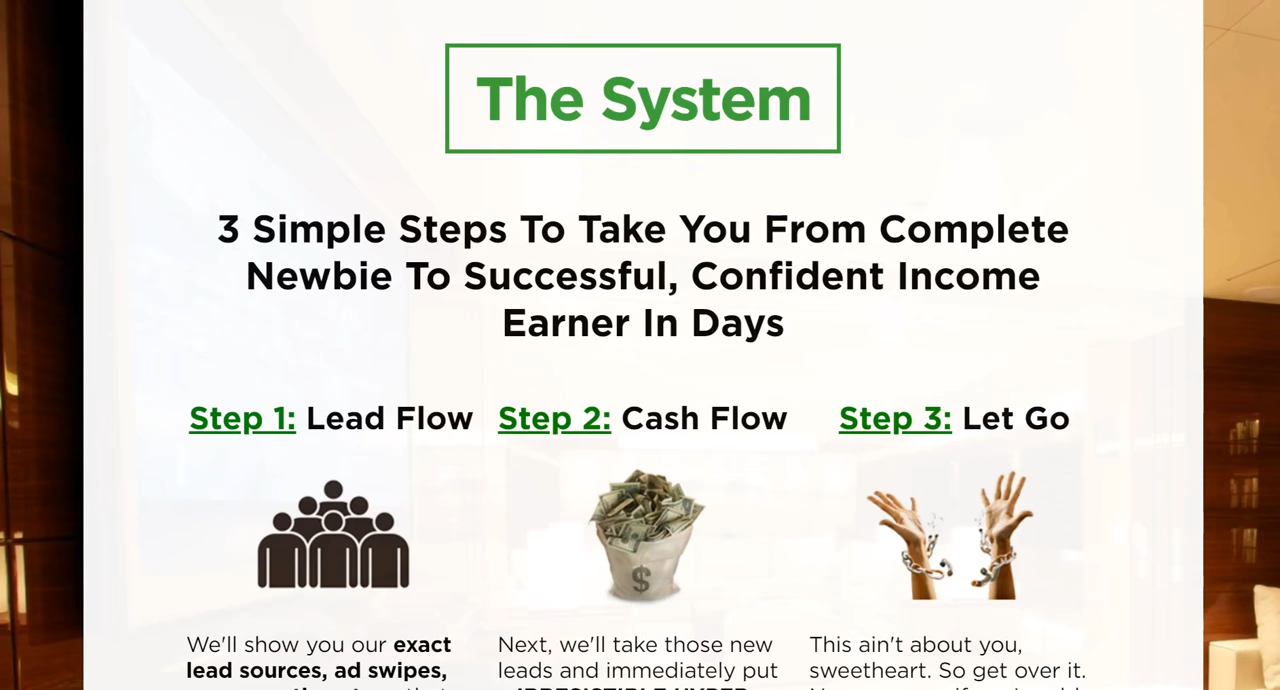 The System
3 Simple Steps To Take You From Complete
Newbie To Successful, Confident Income
Earner In Days
Step 1: Lead Flow
Step 2: Cash Flow
Step 3: Let Go
$
We'll show you our exact
lead sources, ad swipes,
Next, we'll take those new
leads and immediately put
This ain't about you,
sweetheart. So get over it.